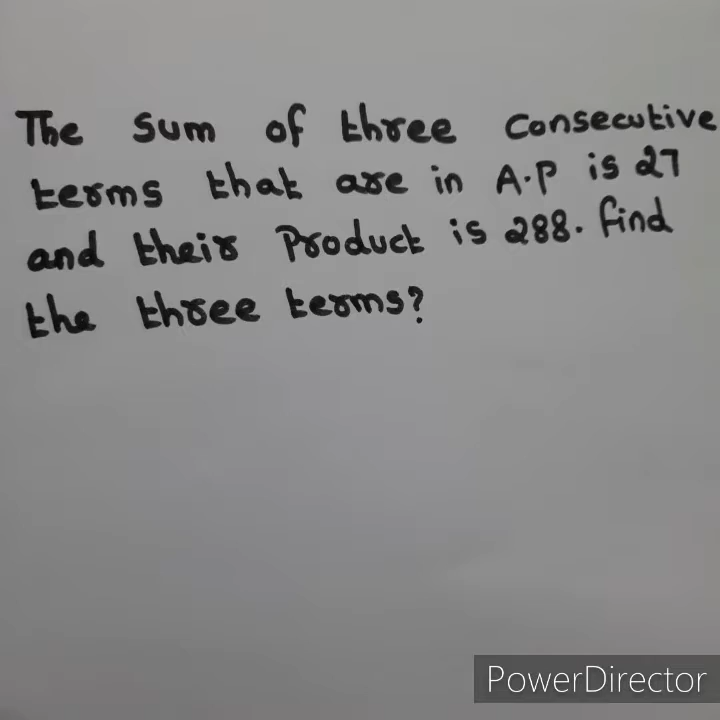 The sum of three consecutive
terms that are in A.P is 27
and their Product is 288. find
the three terms?
PowerDirector